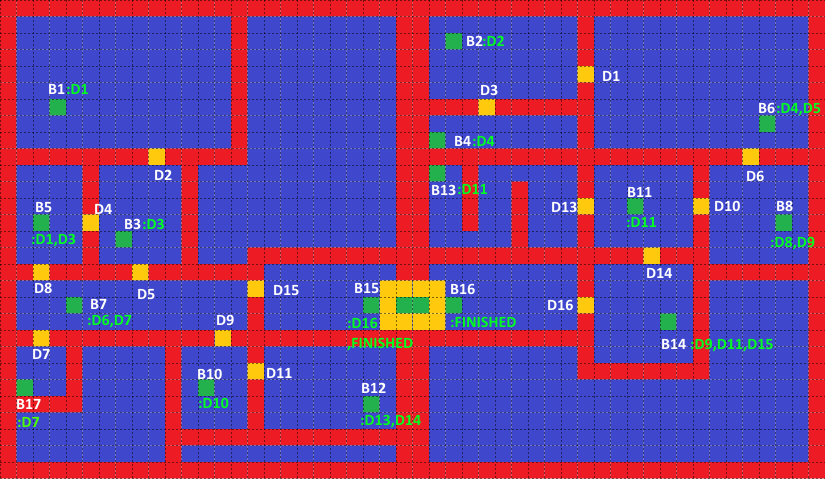 B2:D2
D1
B1:D1
D3
B6:D4,D5
B4:D4
D2
D6
B13:D11
B11
:D11
B5
:D1,D3
D4
B3:D3
D13
D10
B8
:D8,D9
D14
D8
D5
D15
B15
:D16
,FINISHED
B16
:FINISHED
D16
B7
:D6,D7
D9
B14:D9,D11,D15
D7
B10
:D10
D11
B12
:D13,D14
B17
:D7